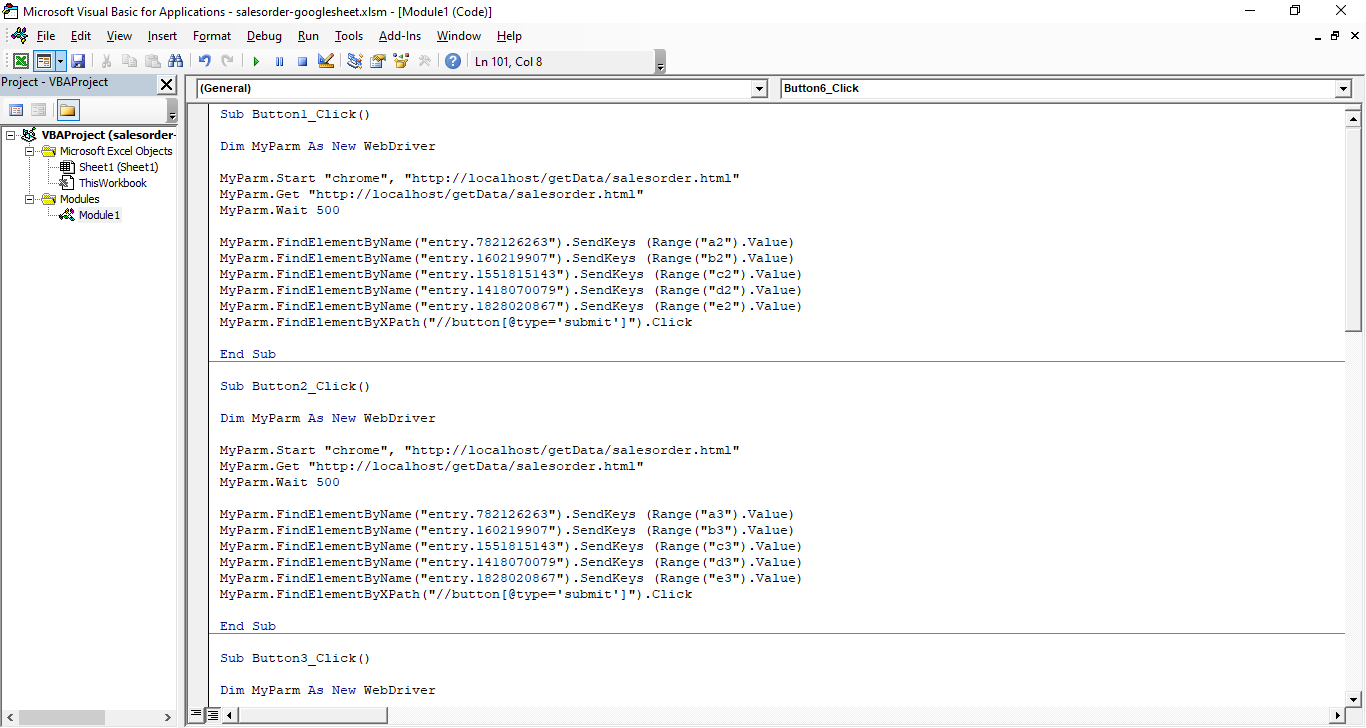 Microsoft Visual Basic for Applications - salesorder-googlesheet.xlsm - [Module1 (Code)]
File Edit View Insert Format Debug Run Tools Add-Ins Window Help
Ln 101, Col 8
Project - VBAProject
(General)
Button6_Click
VBAProject (salesorder-
Microsoft Excel Objects
Sheet1 (Sheet1)
ThisWorkbook
Modules
Module1
Sub Button1_Click()
Dim MyParm As New WebDriver
MyParm.Start "chrome", "http://localhost/getData/salesorder.html"
MyParm.Get "http://localhost/getData/salesorder.html"
MyParm.Wait 500
MyParm.FindElementByName("entry.782126263").SendKeys (Range("a2").Value)
MyParm.FindElementByName("entry.160219907").SendKeys (Range("b2").Value)
MyParm.FindElementByName("entry.1551815143").SendKeys (Range("c2").Value)
MyParm.FindElementByName("entry.1418070079").SendKeys (Range("d2").Value)
MyParm.FindElementByName("entry.1828020867").SendKeys (Range("e2").Value)
MyParm.FindElementByXPath("//button[@type='submit']").Click
End Sub
Sub Button2_Click()
Dim MyParm As New WebDriver
MyParm.Start "chrome", "http://localhost/getData/salesorder.html"
MyParm.Get "http://localhost/getData/salesorder.html"
MyParm.Wait 500
MyParm.FindElementByName("entry.782126263").SendKeys (Range("a3").Value)
MyParm.FindElementByName("entry.160219907").SendKeys (Range("b3").Value)
MyParm.FindElementByName("entry.1551815143").SendKeys (Range("c3").Value)
MyParm.FindElementByName("entry.1418070079").SendKeys (Range("d3").Value)
MyParm.FindElementByName("entry.1828020867").SendKeys (Range("e3").Value)
MyParm.FindElementByXPath("//button[@type='submit']").Click
End Sub
Sub Button3_Click()
Dim MyParm As New WebDriver